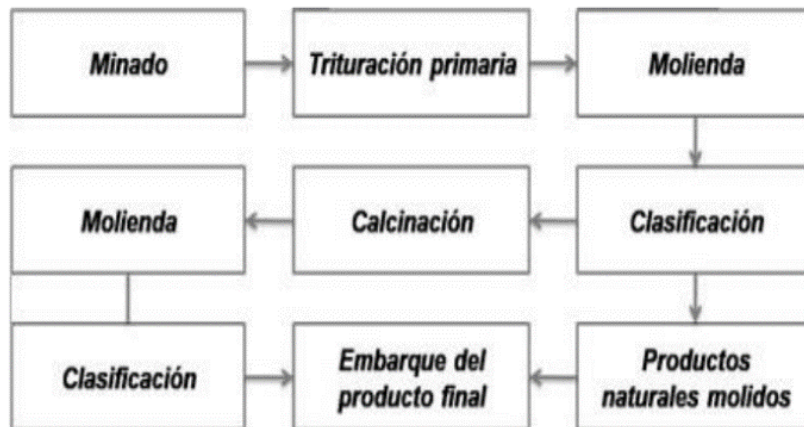 Minado
Trituración primaria
Molienda
Molienda
Calcinación
Clasificación
Clasificación
Embarque del
producto final
Productos
naturales molidos